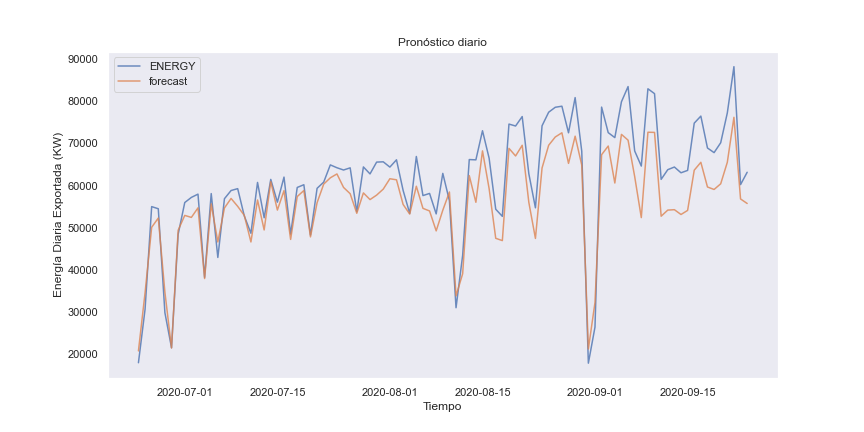 Pronóstico diario
ENERGY
forecast
Energía Diaria Exportada (KW)
90000
80000
70000
60000
50000
40000
30000
20000
2020-07-01
2020-07-15
2020-08-01
2020-08-15
2020-09-01
2020-09-15
Tiempo